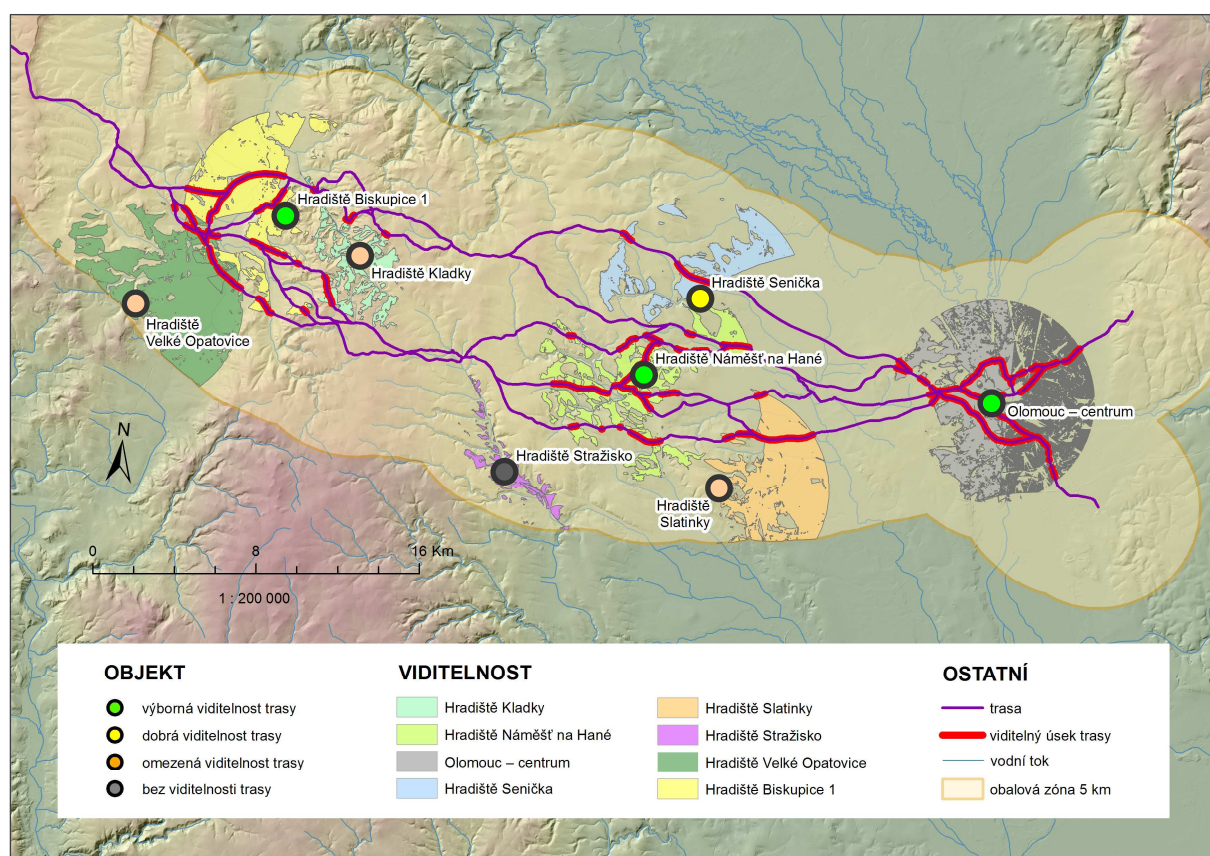 Hradiště Biskupice 1
Hradiště Kladky
Hradiště Senička
Hradiště
Velké Opatovice
Hradiště Náměšť na Hané
Olomouc – centrum
N
Hradiště Stražisko
Hradiště
Slatinky
0 8 16 Km
1 : 200 000
OBJEKT
výborná viditelnost trasy
dobrá viditelnost trasy
omezená viditelnost trasy
bez viditelnosti trasy
VIDITELNOST
Hradiště Kladky
Hradiště Náměšť na Hané
Olomouc – centrum
Hradiště Senička
Hradiště Slatinky
Hradiště Stražisko
Hradiště Velké Opatovice
Hradiště Biskupice 1
OSTATNÍ
trasa
viditelný úsek trasy
vodní tok
obalová zóna 5 km